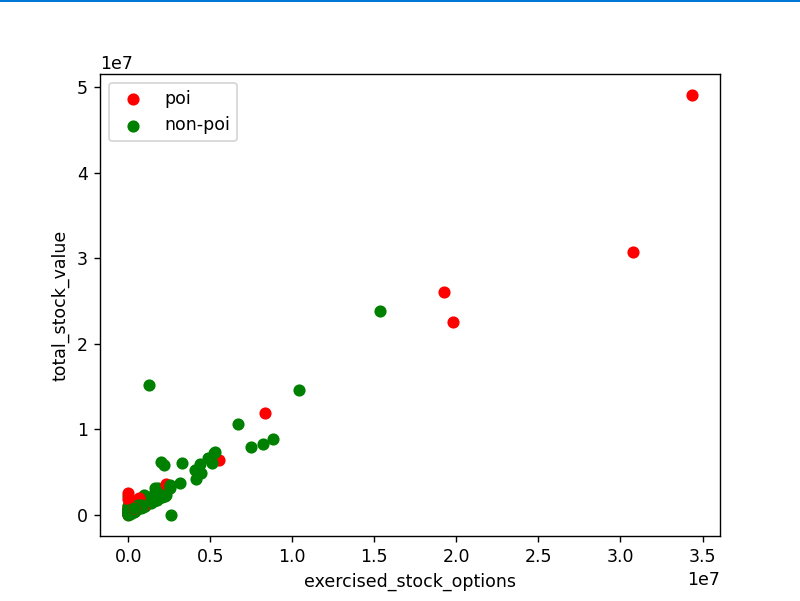 1e7
5
poi
non-poi
4
3
total_stock_value
2
1
0
0.0 0.5 1.0 1.5 2.0 2.5 3.0 3.5
exercised_stock_options 1e7